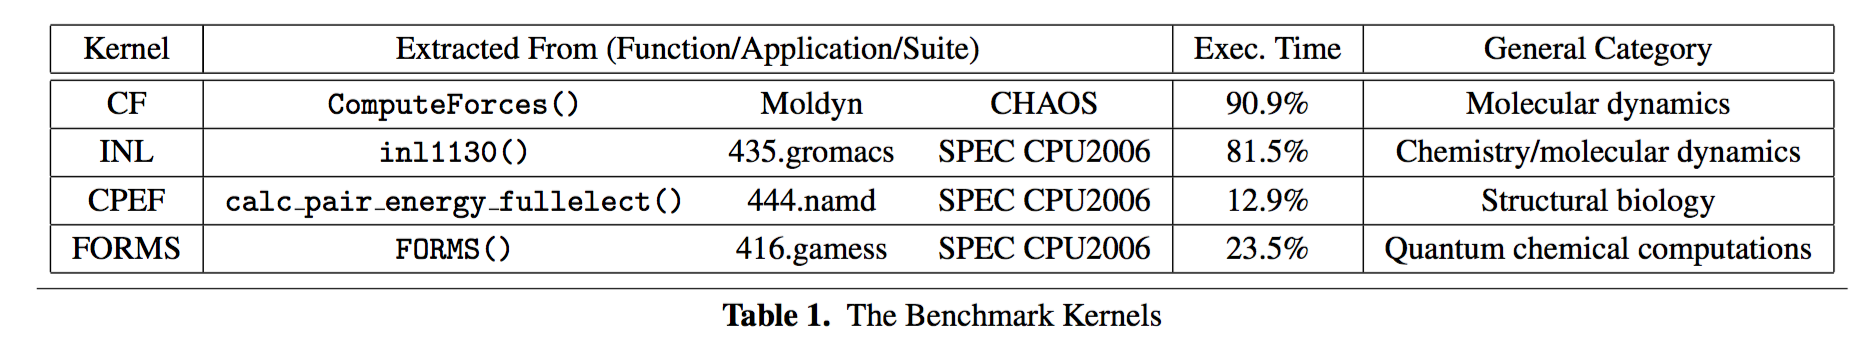 Kernel Extracted From (Function/Application/Suite) Exec. Time General Category
CF ComputeForces() Moldyn CHAOS 90.9% Molecular dynamics
INL inl1130() 435.gromacs SPEC CPU2006 81.5% Chemistry/molecular dynamics
CPEF calc_pair_energy_fullelect() 444.namd SPEC CPU2006 12.9% Structural biology
FORMS FORMS() 416.gamess SPEC CPU2006 23.5% Quantum chemical computations
Table 1. The Benchmark Kernels